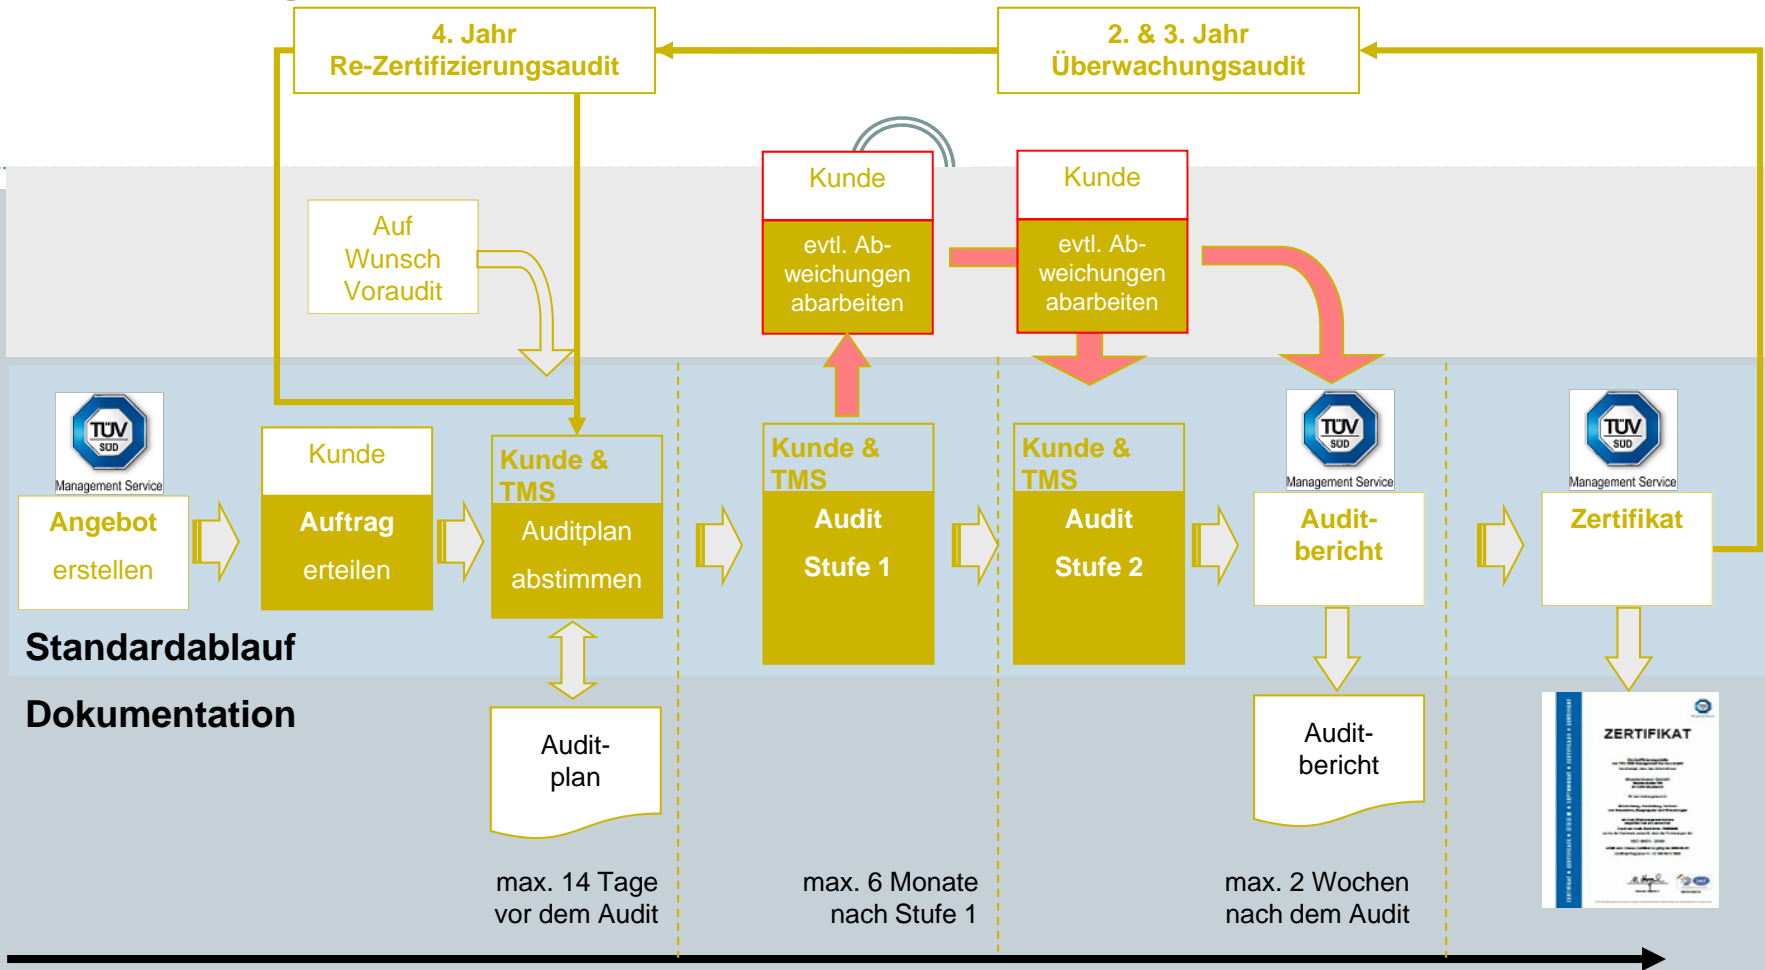 4. Jahr
Re-Zertifizierungsaudit
2. & 3. Jahr
Überwachungsaudit
Auf
Wunsch
Voraudit
Kunde
evtl. Ab-
weichungen
abarbeiten
Kunde
evtl. Ab-
weichungen
abarbeiten
TÜV
SÜD
Management Service
Angebot
erstellen
Kunde
Auftrag
erteilen
Kunde &
TMS
Auditplan
abstimmen
Kunde &
TMS
Audit
Stufe 1
Kunde &
TMS
Audit
Stufe 2
TÜV
SÜD
Management Service
Audit-
bericht
TÜV
SÜD
Management Service
Zertifikat
Standardablauf
Dokumentation
Audit-
plan
Audit-
bericht
ZERTIFIKAT
max. 14 Tage
vor dem Audit
max. 6 Monate
nach Stufe 1
max. 2 Wochen
nach dem Audit